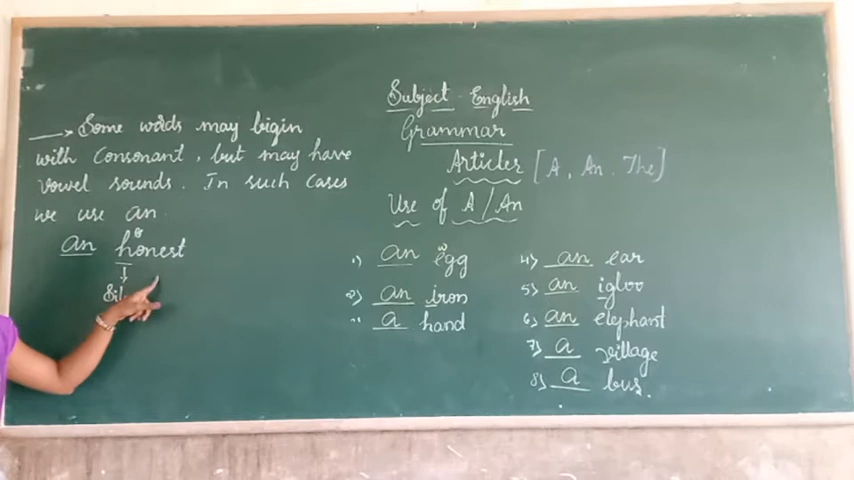 Subject - English
Grammar
Articles [A, An, The]
Use of A/An
→ Some words may bigin
with consonant, but may have
vowel sounds. In such cases
we use an.
an honest
↓
1) an egg
2) an iron
a hand
4) an ear
5) an igloo
6) an elephant
7) a village
8) a bus.